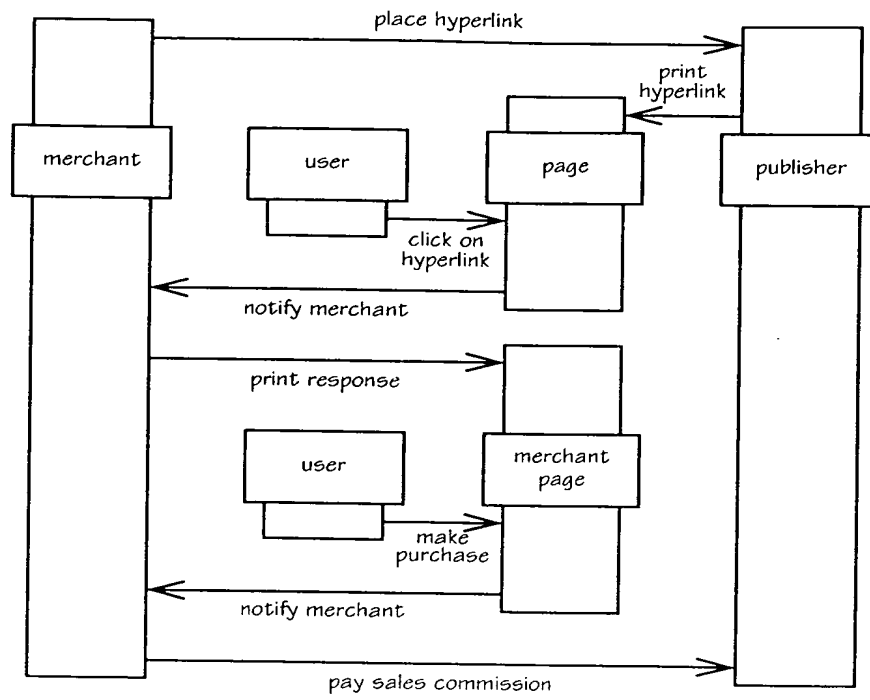 place hyperlink
print
hyperlink
merchant
user
page
publisher
click on
hyperlink
notify merchant
print response
user
merchant
page
make
purchase
notify merchant
pay sales commission